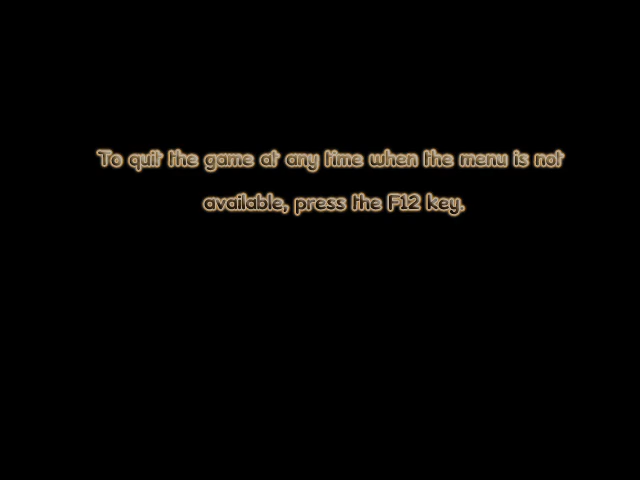 To quit the game at any time when the menu is not
available, press the F12 key.